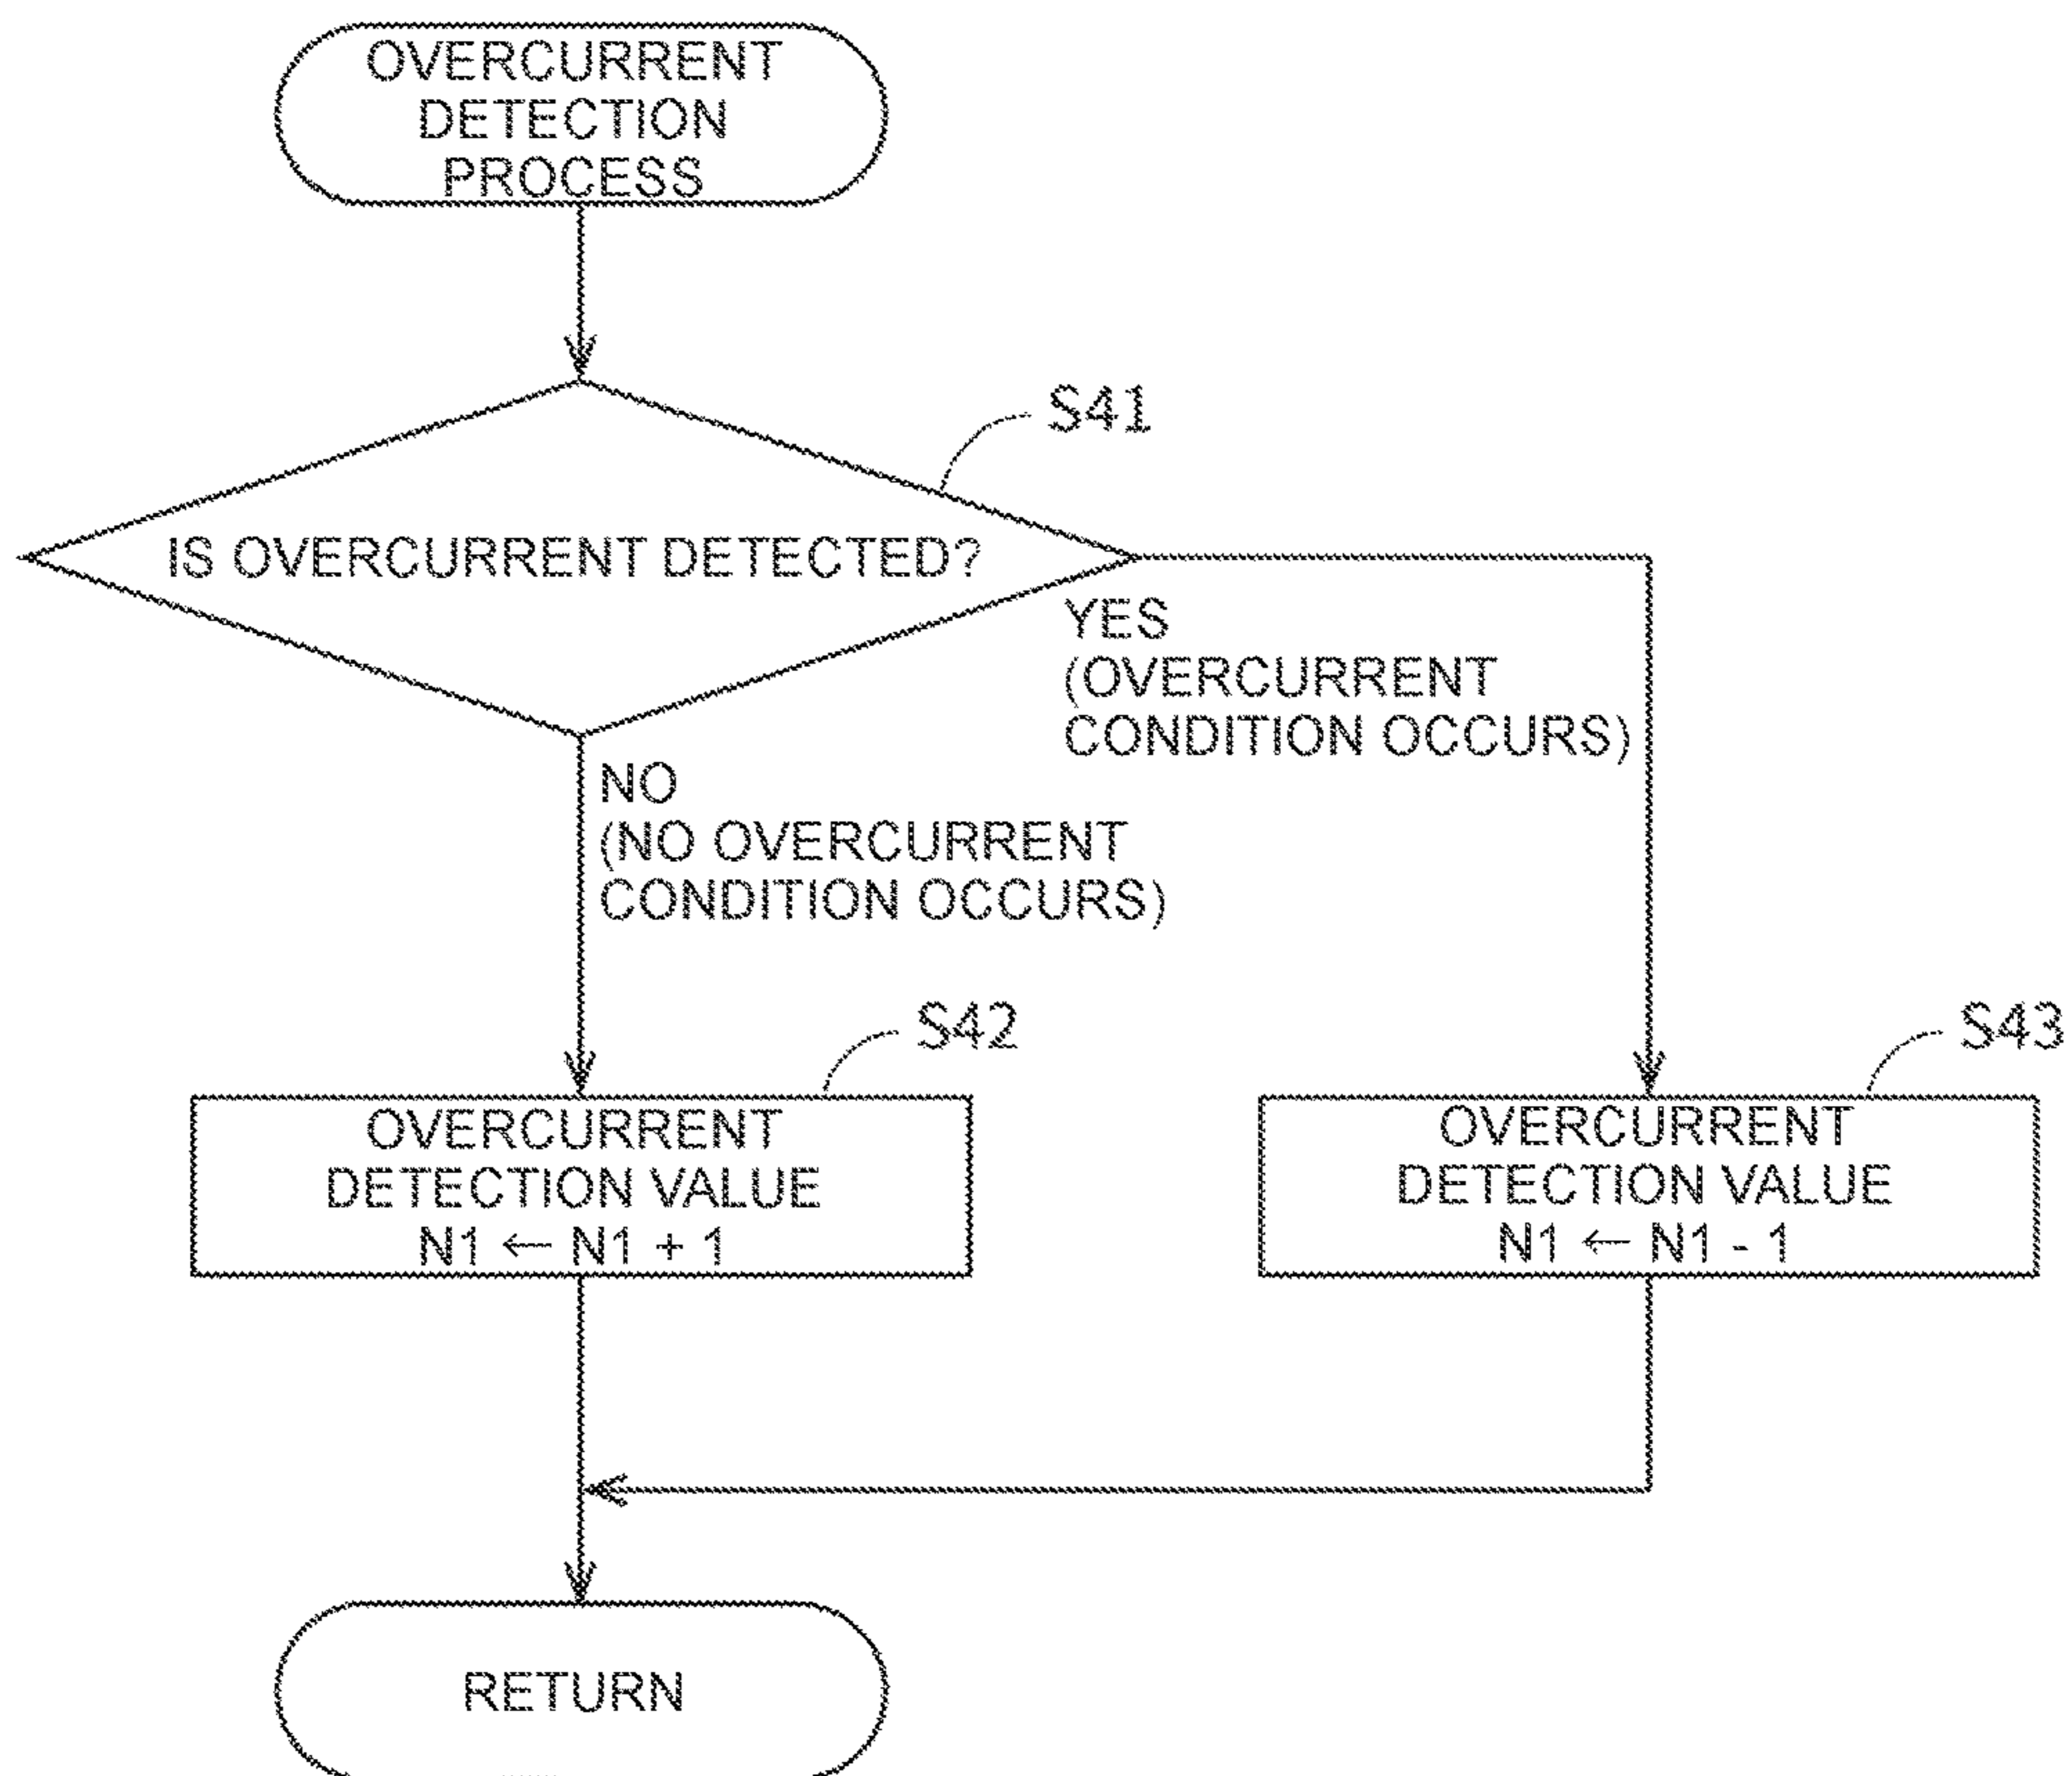 OVERCURRENT
DETECTION
PROCESS
S41
IS OVERCURRENT DETECTED?
YES
(OVERCURRENT
CONDITION OCCURS)
NO
(NO OVERCURRENT
CONDITION OCCURS)
S42
OVERCURRENT
DETECTION VALUE
N1 ← N1 + 1
S43
OVERCURRENT
DETECTION VALUE
N1 ← N1 - 1
RETURN